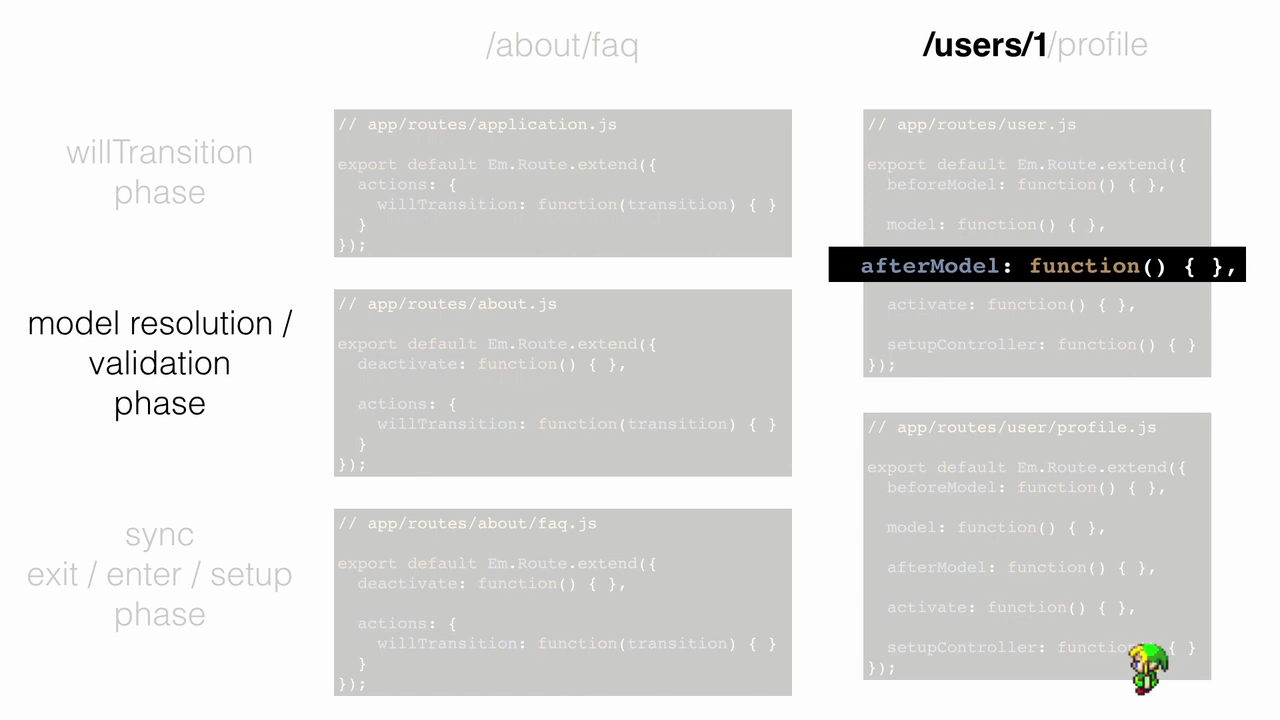 /about/faq
/users/1/profile
willTransition
phase
model resolution /
validation
phase
sync
exit / enter / setup
phase
// app/routes/application.js
export default Em.Route.extend({
actions: {
willTransition: function(transition) { }
}
});
// app/routes/about.js
export default Em.Route.extend({
deactivate: function() { },
actions: {
willTransition: function(transition) { }
}
});
// app/routes/about/faq.js
export default Em.Route.extend({
deactivate: function() { },
actions: {
willTransition: function(transition) { }
}
});
// app/routes/user.js
export default Em.Route.extend({
beforeModel: function() { },
model: function() { },
afterModel: function() { },
activate: function() { },
setupController: function() { }
});
// app/routes/user/profile.js
export default Em.Route.extend({
beforeModel: function() { },
model: function() { },
afterModel: function() { },
activate: function() { },
setupController: { }
});